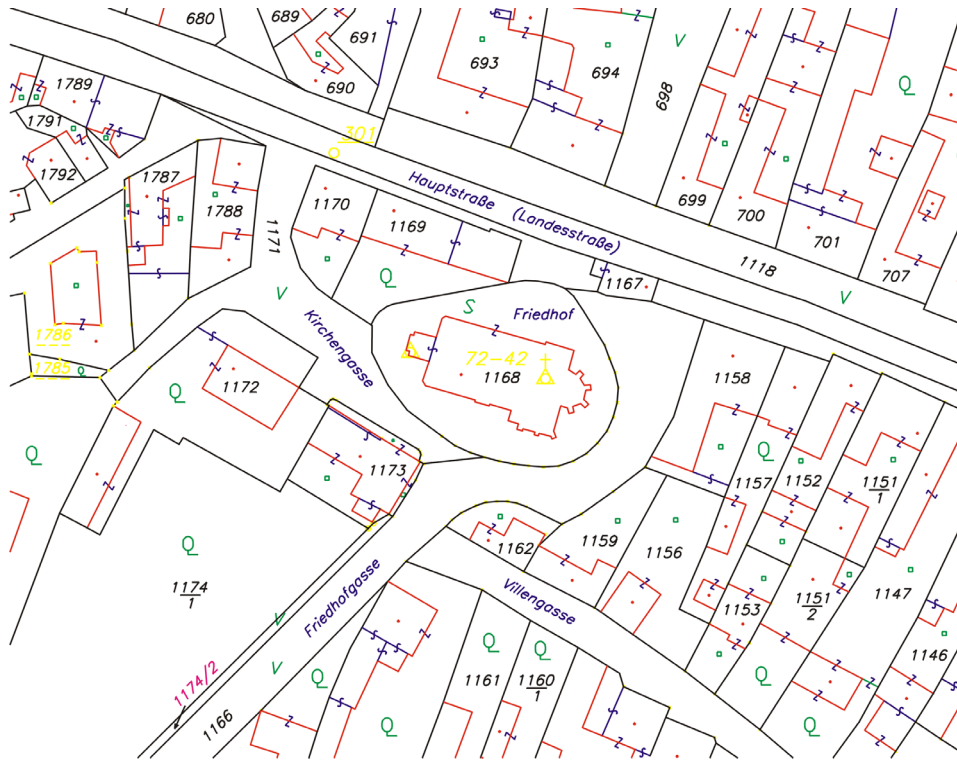 680
689
691
690
693
694
698
Q
V
1789
1791
1792
301
1787
1788
1171
1170
1169
Hauptstraße (Landesstraße)
699
700
701
707
1118
1167
V
V
Q
S
Friedhof
Kirchengasse
1786
1785
Q
72-42
1168
1172
Q
1158
Q
1173
1157
1152
1151
1
Q
1162
1159
1156
Q
1174
1
Friedhofgasse
Villengasse
1153
1151
2
1147
1146
V
V
Q
1161
Q
Q
1160
1
Q
Q
Q
1174/2
1166